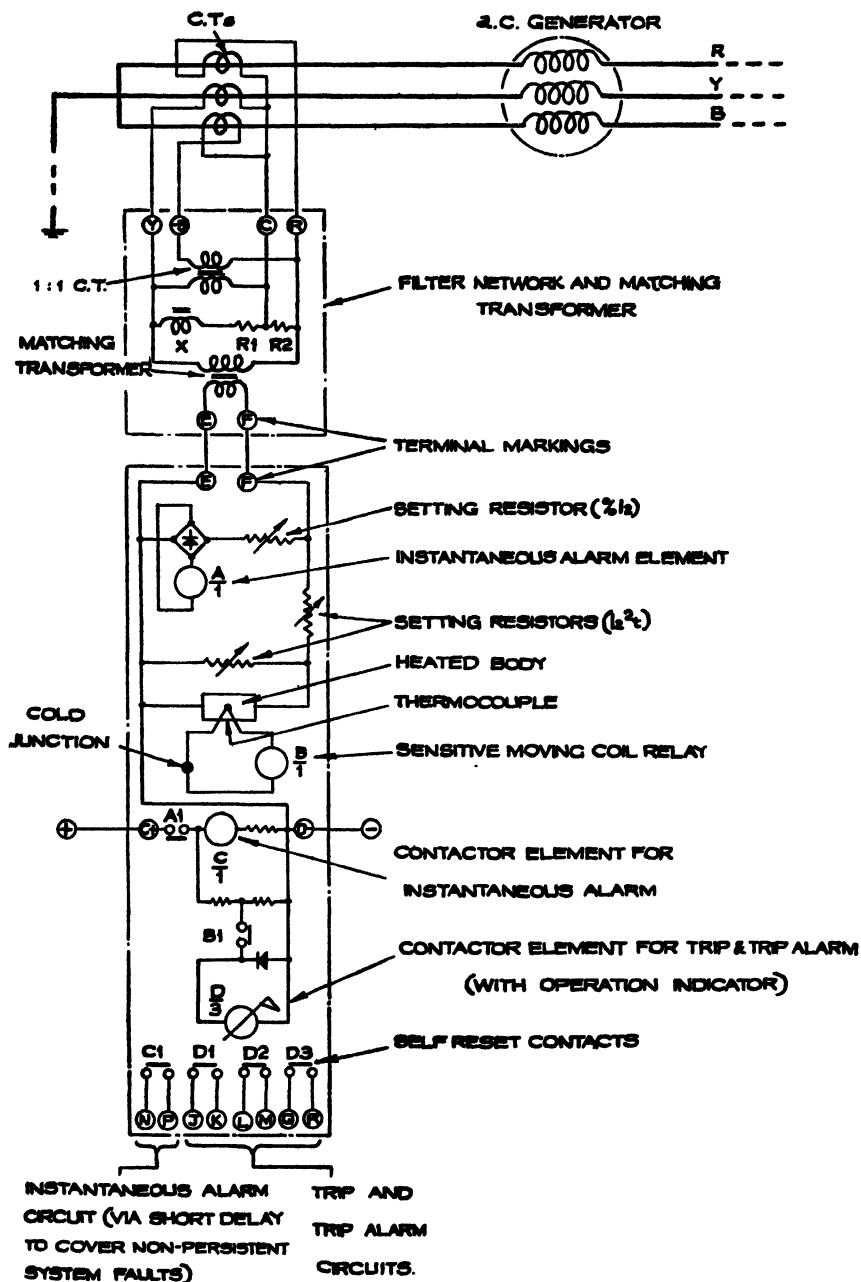 C.Ts
a.C. GENERATOR
R
Y
B
Y
B
C
R
1:1 C.T.
FILTER NETWORK AND MATCHING
TRANSFORMER
X
R1
R2
MATCHING
TRANSFORMER
E
F
TERMINAL MARKINGS
E
F
SETTING RESISTOR (% I2)
A
1
INSTANTANEOUS ALARM ELEMENT
SETTING RESISTORS (I2²t)
HEATED BODY
THERMOCOUPLE
COLD
JUNCTION
B
1
SENSITIVE MOVING COIL RELAY
+
A1
D
−
C
1
CONTACTOR ELEMENT FOR
INSTANTANEOUS ALARM
B1
CONTACTOR ELEMENT FOR TRIP & TRIP ALARM
(WITH OPERATION INDICATOR)
D
3
SELF RESET CONTACTS
C1
D1
D2
D3
N
P
J
K
L
M
G
R
INSTANTANEOUS ALARM
CIRCUIT (VIA SHORT DELAY
TO COVER NON-PERSISTENT
SYSTEM FAULTS)
TRIP AND
TRIP ALARM
CIRCUITS.